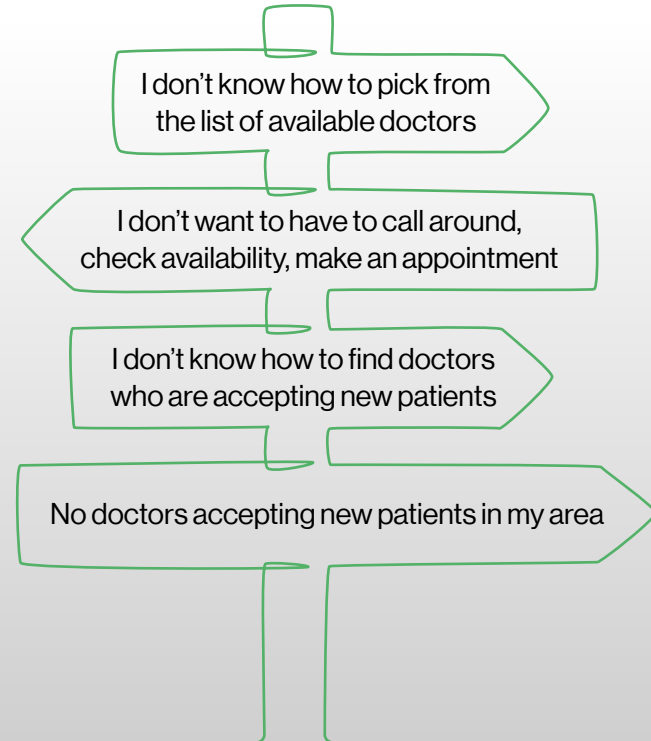 I don’t know how to pick from
the list of available doctors
I don’t want to have to call around,
check availability, make an appointment
I don’t know how to find doctors
who are accepting new patients
No doctors accepting new patients in my area